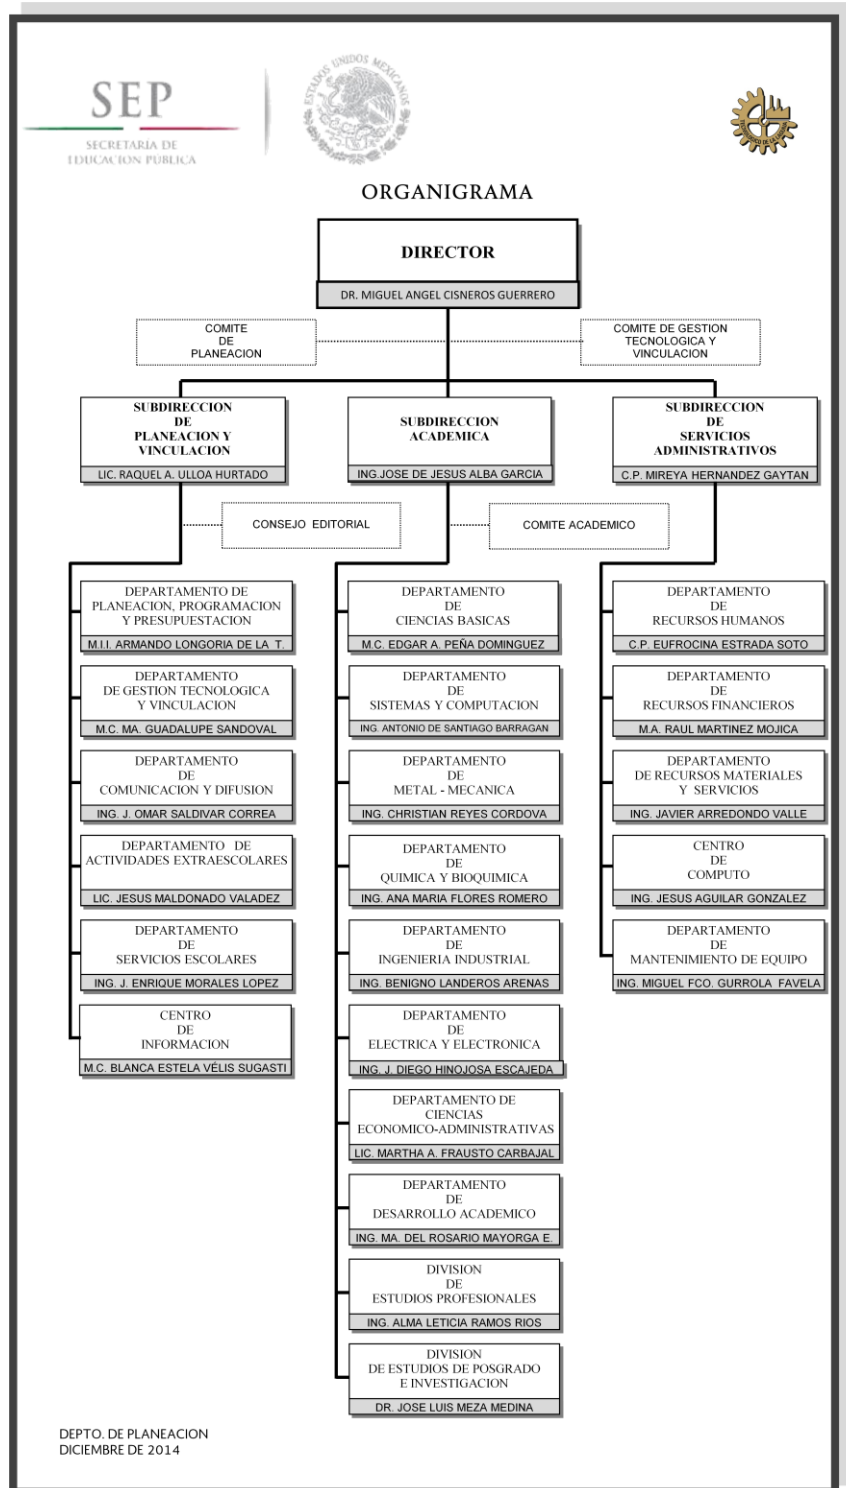 SEP
SECRETARIA DE
EDUCACION PUBLICA
ESTADOS UNIDOS MEXICANOS
ORGANIGRAMA
DIRECTOR
DR. MIGUEL ANGEL CISNEROS GUERRERO
COMITE
DE
PLANEACION
COMITE DE GESTION
TECNOLOGICA Y
VINCULACION
SUBDIRECCION
DE
PLANEACION Y
VINCULACION
LIC. RAQUEL A. ULLOA HURTADO
SUBDIRECCION
ACADEMICA
ING.JOSE DE JESUS ALBA GARCIA
SUBDIRECCION
DE
SERVICIOS
ADMINISTRATIVOS
C.P. MIREYA HERNANDEZ GAYTAN
CONSEJO EDITORIAL
COMITE ACADEMICO
DEPARTAMENTO DE
PLANEACION, PROGRAMACION
Y PRESUPUESTACION
M.I.I. ARMANDO LONGORIA DE LA T.
DEPARTAMENTO
DE GESTION TECNOLOGICA
Y VINCULACION
M.C. MA. GUADALUPE SANDOVAL
DEPARTAMENTO
DE
COMUNICACION Y DIFUSION
ING. J. OMAR SALDIVAR CORREA
DEPARTAMENTO DE
ACTIVIDADES EXTRAESCOLARES
LIC. JESUS MALDONADO VALADEZ
DEPARTAMENTO
DE
SERVICIOS ESCOLARES
ING. J. ENRIQUE MORALES LOPEZ
CENTRO
DE
INFORMACION
M.C. BLANCA ESTELA VÉLIS SUGASTI
DEPARTAMENTO
DE
CIENCIAS BASICAS
M.C. EDGAR A. PEÑA DOMINGUEZ
DEPARTAMENTO
DE
SISTEMAS Y COMPUTACION
ING. ANTONIO DE SANTIAGO BARRAGAN
DEPARTAMENTO
DE
METAL - MECANICA
ING. CHRISTIAN REYES CORDOVA
DEPARTAMENTO
DE
QUIMICA Y BIOQUIMICA
ING. ANA MARIA FLORES ROMERO
DEPARTAMENTO
DE
INGENIERIA INDUSTRIAL
ING. BENIGNO LANDEROS ARENAS
DEPARTAMENTO
DE
ELECTRICA Y ELECTRONICA
ING. J. DIEGO HINOJOSA ESCAJEDA
DEPARTAMENTO DE
CIENCIAS
ECONOMICO-ADMINISTRATIVAS
LIC. MARTHA A. FRAUSTO CARBAJAL
DEPARTAMENTO
DE
DESARROLLO ACADEMICO
ING. MA. DEL ROSARIO MAYORGA E.
DIVISION
DE
ESTUDIOS PROFESIONALES
ING. ALMA LETICIA RAMOS RIOS
DIVISION
DE ESTUDIOS DE POSGRADO
E INVESTIGACION
DR. JOSE LUIS MEZA MEDINA
DEPARTAMENTO
DE
RECURSOS HUMANOS
C.P. EUFROCINA ESTRADA SOTO
DEPARTAMENTO
DE
RECURSOS FINANCIEROS
M.A. RAUL MARTINEZ MOJICA
DEPARTAMENTO
DE RECURSOS MATERIALES
Y SERVICIOS
ING. JAVIER ARREDONDO VALLE
CENTRO
DE
COMPUTO
ING. JESUS AGUILAR GONZALEZ
DEPARTAMENTO
DE
MANTENIMIENTO DE EQUIPO
ING. MIGUEL FCO. GURROLA FAVELA
DEPTO. DE PLANEACION
DICIEMBRE DE 2014